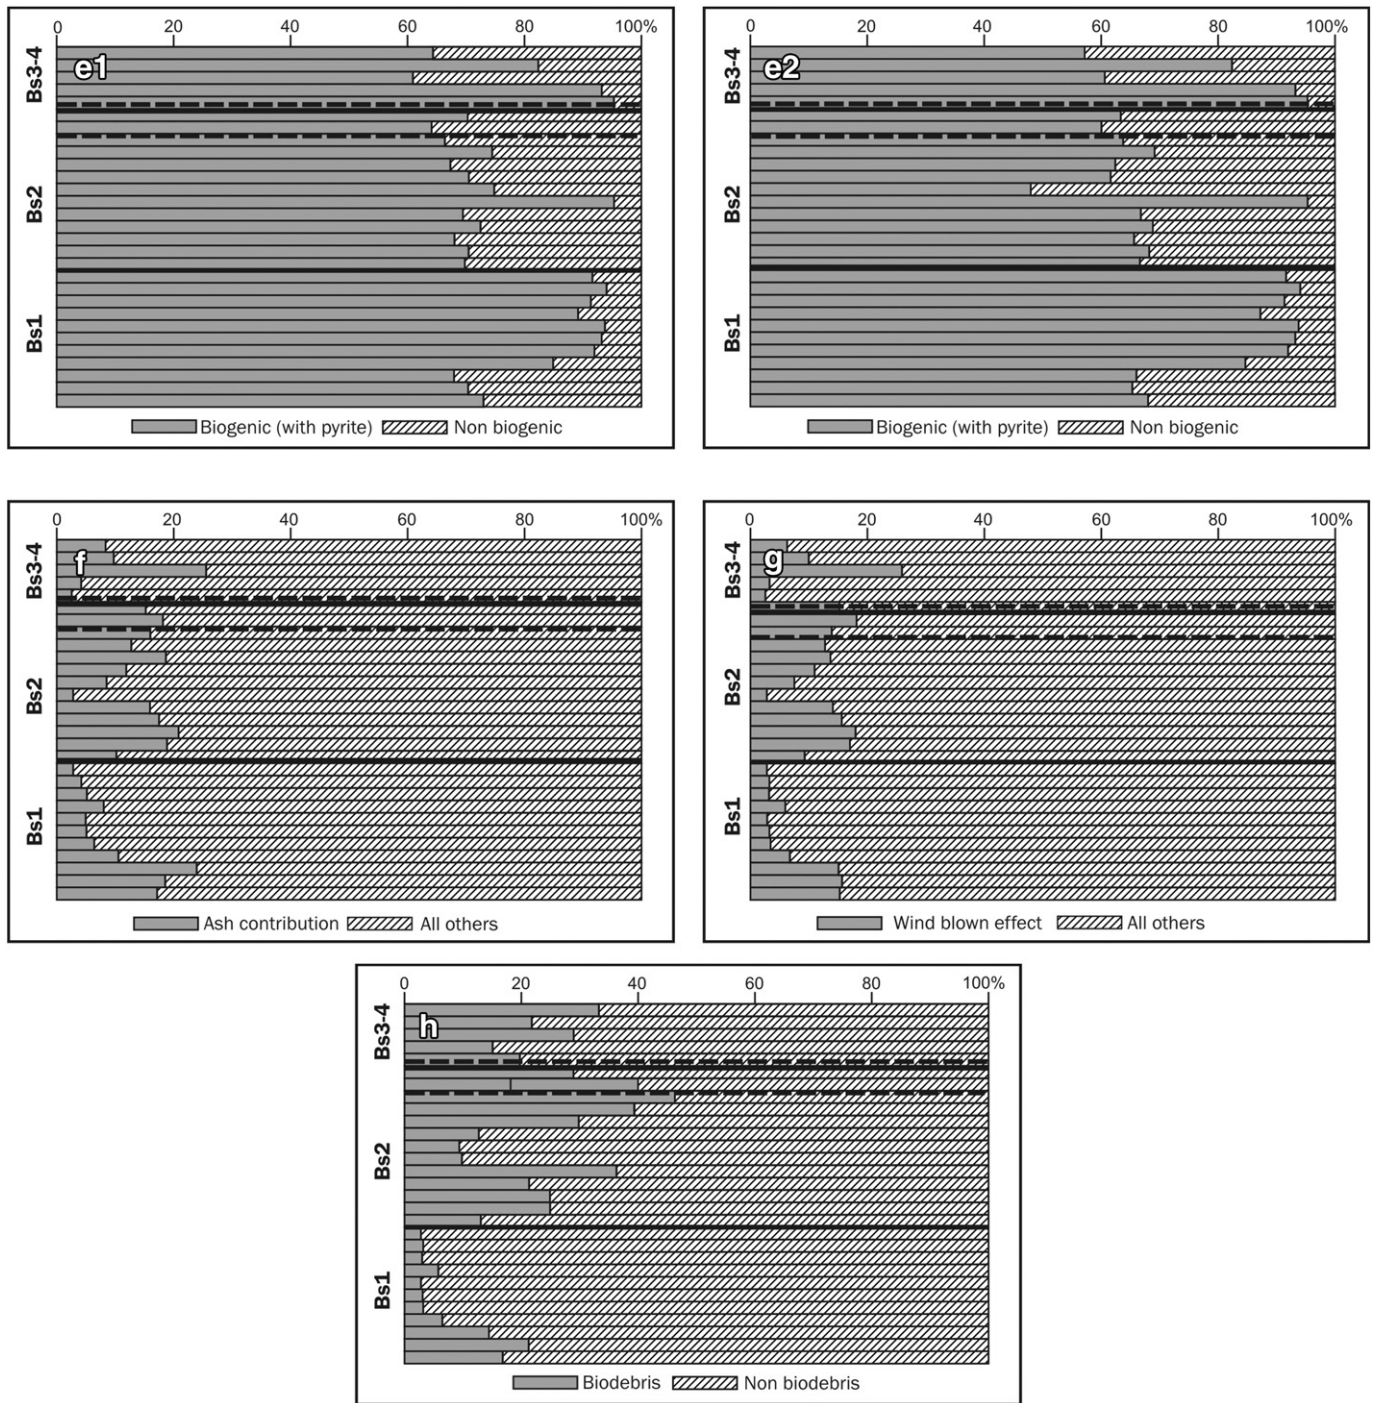 0 20 40 60 80 100%
e1
Bs3-4
Bs2
Bs1
Biogenic (with pyrite) Non biogenic
0 20 40 60 80 100%
e2
Bs3-4
Bs2
Bs1
Biogenic (with pyrite) Non biogenic
0 20 40 60 80 100%
f
Bs3-4
Bs2
Bs1
Ash contribution All others
0 20 40 60 80 100%
g
Bs3-4
Bs2
Bs1
Wind blown effect All others
0 20 40 60 80 100%
h
Bs3-4
Bs2
Bs1
Biodebris Non biodebris